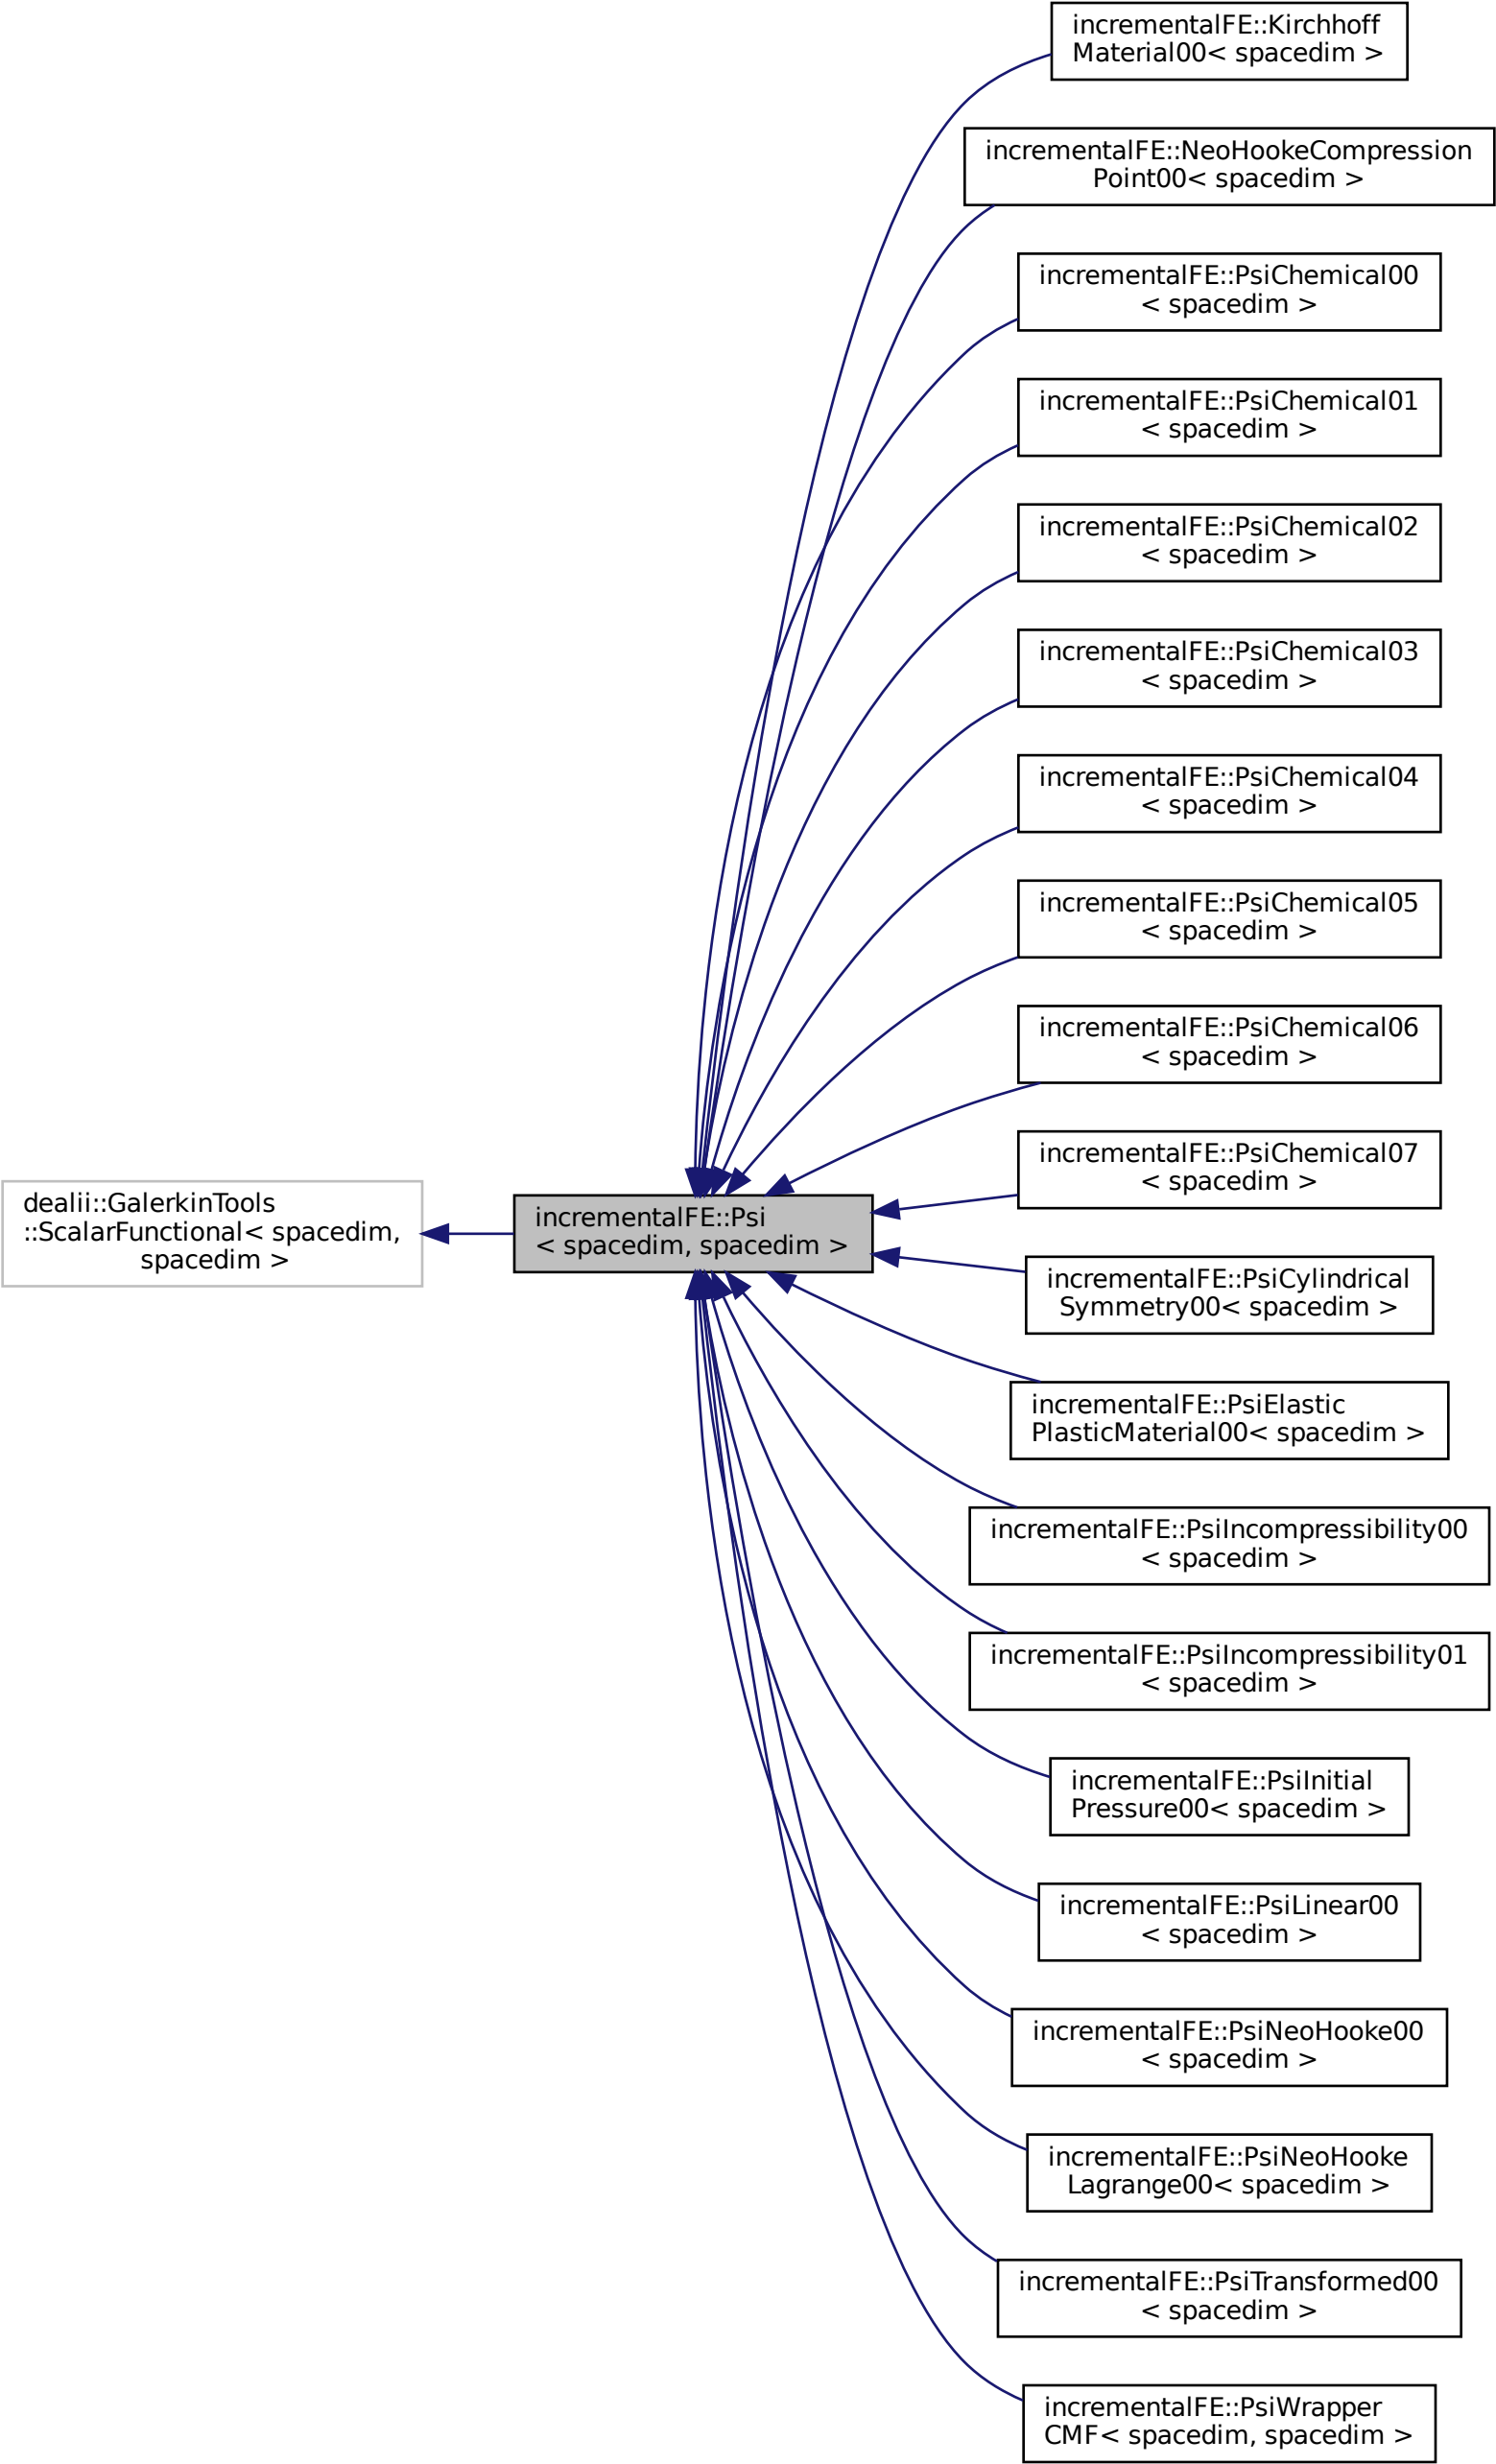 incrementalFE::Kirchhoff
Material00< spacedim >
incrementalFE::NeoHookeCompression
Point00< spacedim >
incrementalFE::PsiChemical00
< spacedim >
incrementalFE::PsiChemical01
< spacedim >
incrementalFE::PsiChemical02
< spacedim >
incrementalFE::PsiChemical03
< spacedim >
incrementalFE::PsiChemical04
< spacedim >
incrementalFE::PsiChemical05
< spacedim >
incrementalFE::PsiChemical06
< spacedim >
incrementalFE::PsiChemical07
< spacedim >
dealii::GalerkinTools
::ScalarFunctional< spacedim,
spacedim >
incrementalFE::Psi
< spacedim, spacedim >
incrementalFE::PsiCylindrical
Symmetry00< spacedim >
incrementalFE::PsiElastic
PlasticMaterial00< spacedim >
incrementalFE::PsiIncompressibility00
< spacedim >
incrementalFE::PsiIncompressibility01
< spacedim >
incrementalFE::PsiInitial
Pressure00< spacedim >
incrementalFE::PsiLinear00
< spacedim >
incrementalFE::PsiNeoHooke00
< spacedim >
incrementalFE::PsiNeoHooke
Lagrange00< spacedim >
incrementalFE::PsiTransformed00
< spacedim >
incrementalFE::PsiWrapper
CMF< spacedim, spacedim >